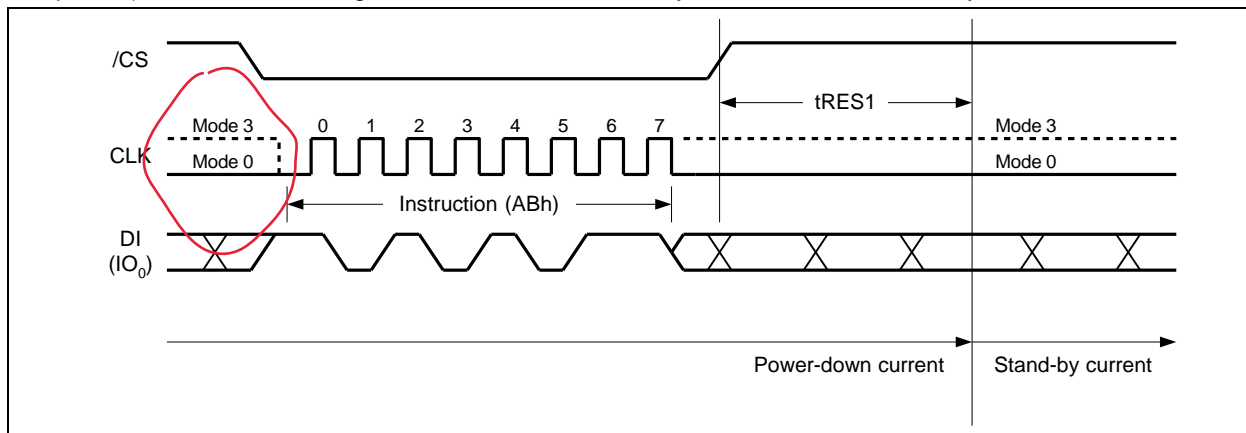 /CS
tRES1
Mode 3 0 1 2 3 4 5 6 7 Mode 3
CLK Mode 0 Mode 0
Instruction (ABh)
DI
(IO0)
Power-down current Stand-by current